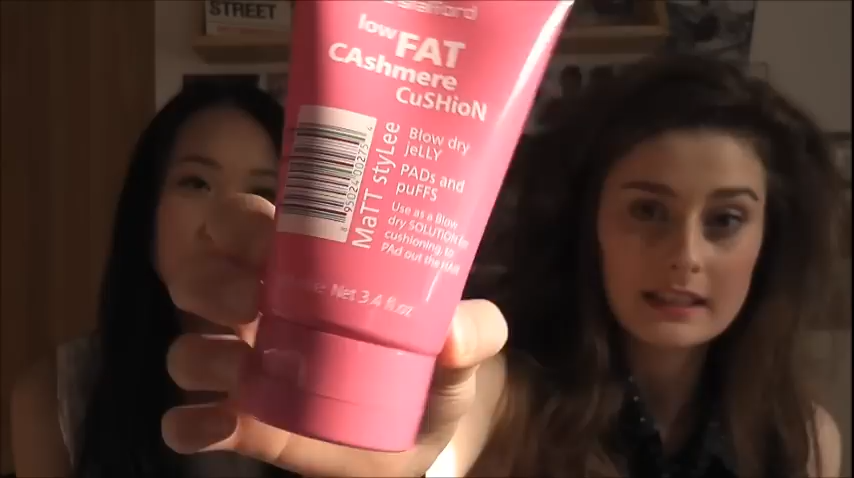 STREET
low
FAT
CAshmere
CuSHioN
MaTT styLee
Blow dry
jeLLY
PADs and
puFFS
Use as a Blow
dry SOLUTION for
cushioning, to
PAd out the HAIR
Net 3.4 fl.oz